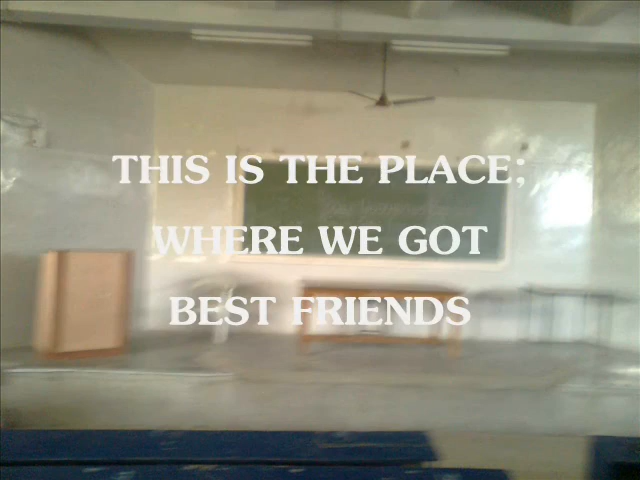 THIS IS THE PLACE;
WHERE WE GOT
BEST FRIENDS